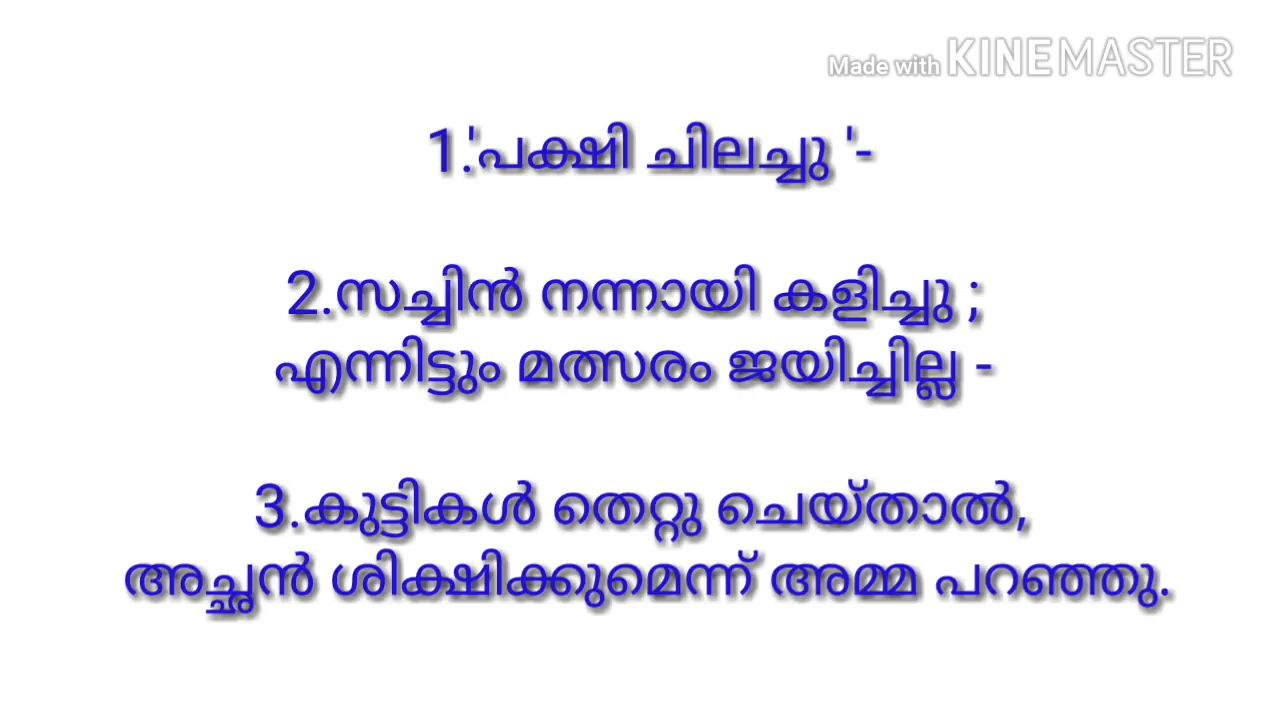 Made with KINEMASTER
1.'പക്ഷി ചിലച്ചു '-
2.സച്ചിൻ നന്നായി കളിച്ചു ;
എന്നിട്ടും മത്സരം ജയിച്ചില്ല -
3.കുട്ടികൾ തെറ്റു ചെയ്താൽ,
അച്ഛൻ ശിക്ഷിക്കുമെന്ന് അമ്മ പറഞ്ഞു.